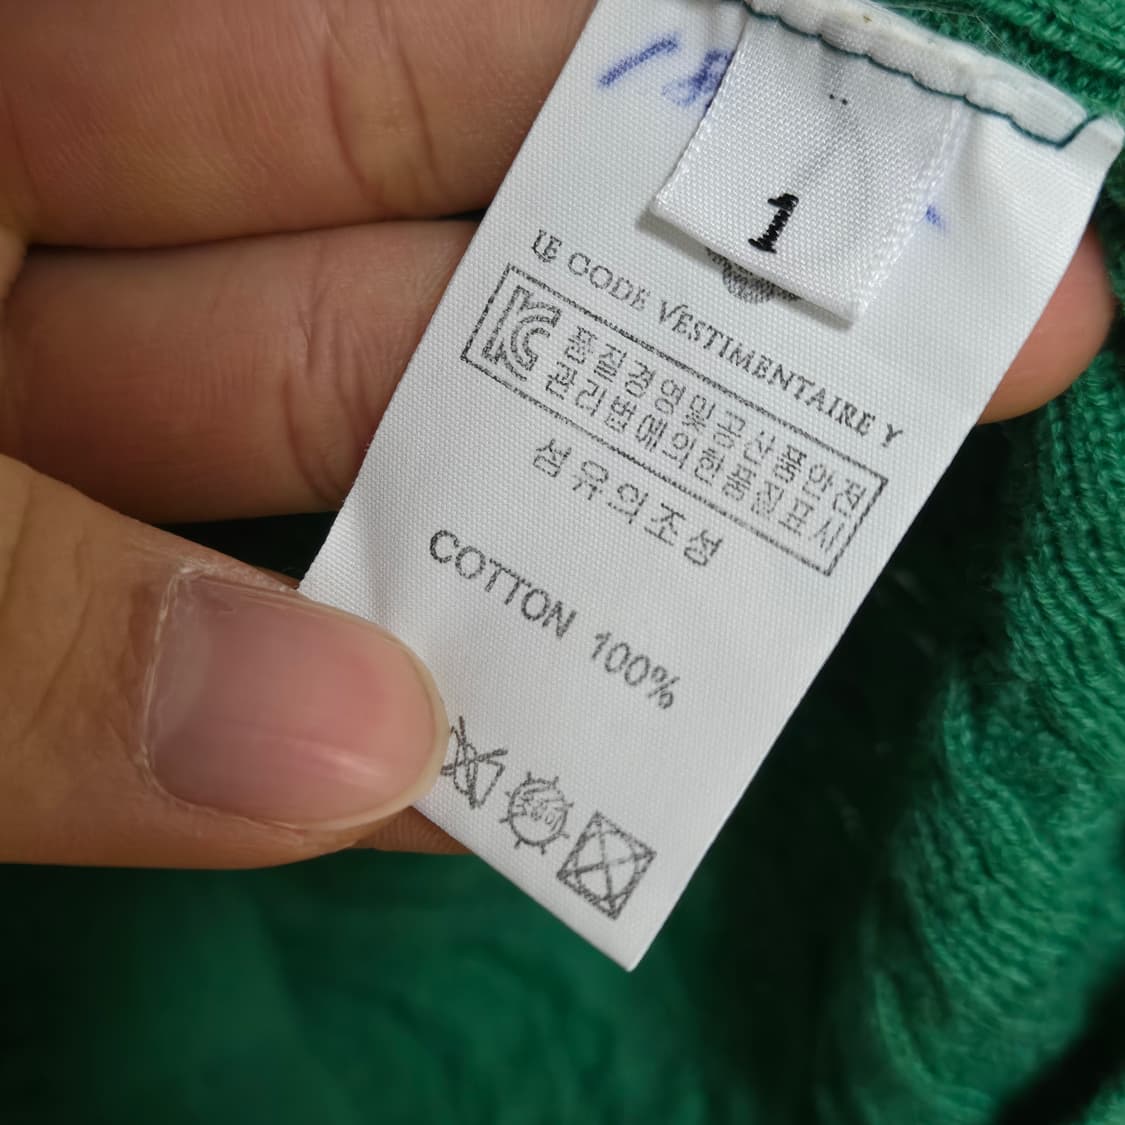 1
LE CODE VESTIMENTAIRE Y
KC 품질경영및공산품안전
관리법에의한품질표시
섬유의조성
COTTON 100%